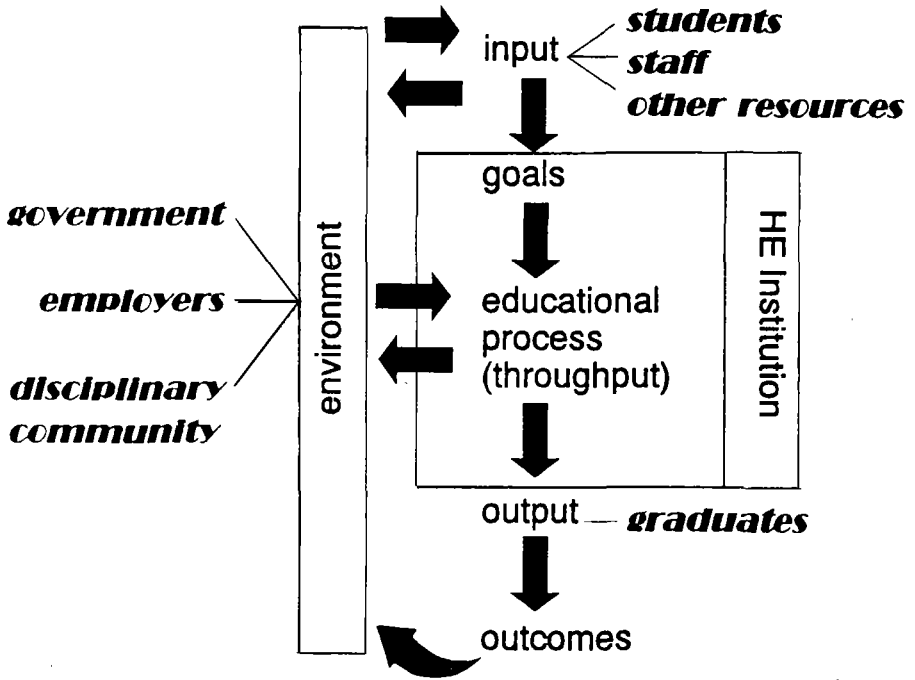 students
input
staff
other resources
goals
HE Institution
government
environment
employers
educational
process
(throughput)
disciplinary
community
output
graduates
outcomes